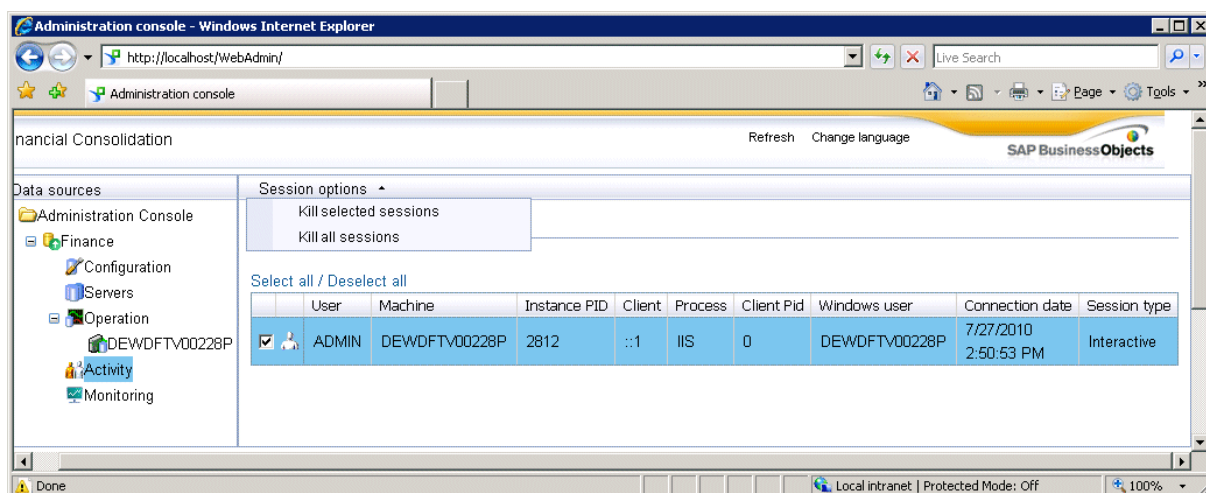 Administration console - Windows Internet Explorer
http://localhost/WebAdmin/
Live Search
Administration console
Page
Tools
»
nancial Consolidation
Refresh Change language
SAP BusinessObjects
Data sources
Session options
Administration Console
Kill selected sessions
Finance
Kill all sessions
Configuration
Select all / Deselect all
Servers
User Machine Instance PID Client Process Client Pid Windows user Connection date Session type
Operation
DEWDFTV00228P
ADMIN DEWDFTV00228P 2812 ::1 IIS 0 DEWDFTV00228P 7/27/2010 2:50:53 PM Interactive
Activity
Monitoring
Done
Local intranet | Protected Mode: Off
100%